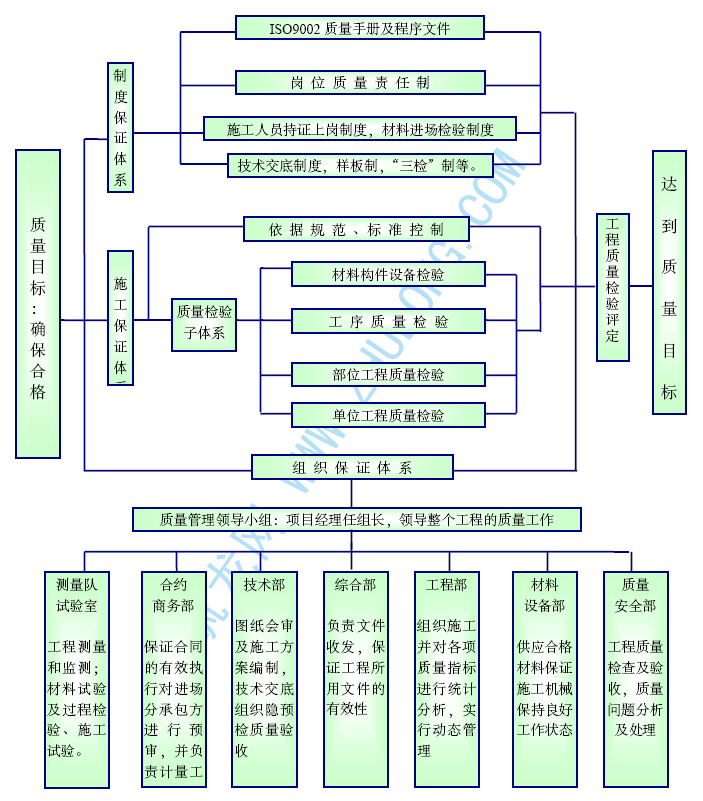 ISO9002 质量手册及程序文件
岗位质量责任制
施工人员持证上岗制度，材料进场检验制度
技术交底制度，样板制，“三检”制等。
制度保证体系
质量目标：确保合格
施工保证体
依据规范、标准控制
质量检验
子体系
材料构件设备检验
工序质量检验
部位工程质量检验
单位工程质量检验
工程质量检验评定
达到质量目标
组织保证体系
质量管理领导小组：项目经理任组长，领导整个工程的质量工作
测量队
试验室
工程测量
和监测；
材料试验
及过程检
验、施工
试验。
合约
商务部
保证合同
的有效执
行对进场
分承包方
进行预
审，并负
责计量工
技术部
图纸会审
及施工方
案编制，
技术交底
组织隐预
检质量验
收
综合部
负责文件
收发，保
证工程所
用文件的
有效性
工程部
组织施工
并对各项
质量指标
进行统计
分析，实
行动态管
理
材料
设备部
供应合格
材料保证
施工机械
保持良好
工作状态
质量
安全部
工程质量
检查及验
收，质量
问题分析
及处理
筑龙网 WWW.ZHULONG.COM